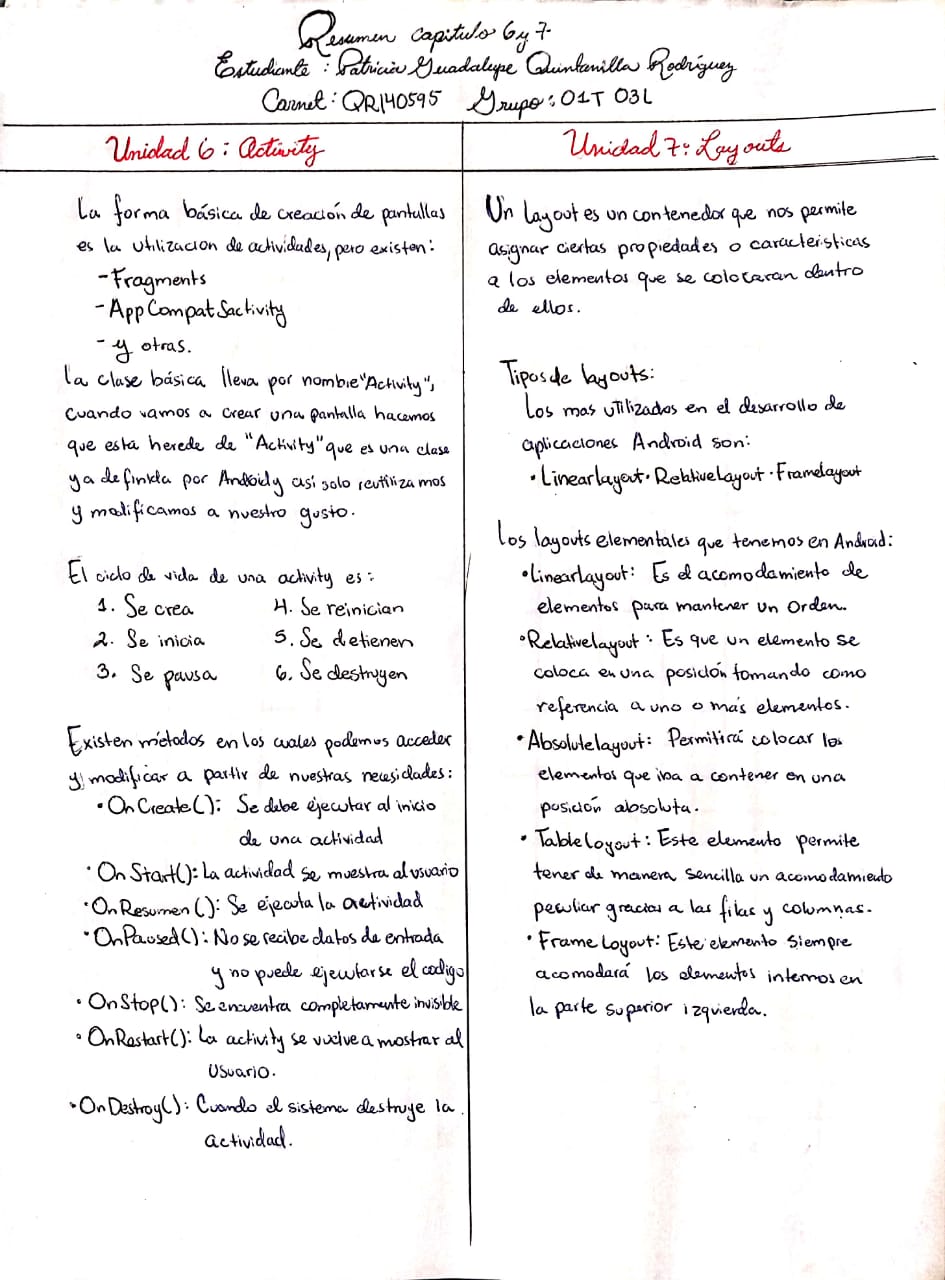 Resumen capitulo 6 y 7
Estudiante : Patricia Guadalupe Quintanilla Rodríguez
Carnet: QR140595 Grupo: 01T 03L
Unidad 6: Activity
La forma básica de creación de pantallas
es la utilización de actividades, pero existen:
- Fragments
- AppCompatSactivity
- y otras.
la clase básica lleva por nombre "Activity",
cuando vamos a crear una pantalla hacemos
que esta herede de "Activity" que es una clase
ya definida por Android y asi solo reutilizamos
y modificamos a nuestro gusto.
El ciclo de vida de una activity es:
1. Se crea 4. Se reinician
2. Se inicia 5. Se detienen
3. Se pausa 6. Se destruyen
Existen métodos en los cuales podemos acceder
y modificar a partir de nuestras necesidades:
• OnCreate(): Se debe ejecutar al inicio
de una actividad
• OnStart(): La actividad se muestra al usuario
• OnResumen(): Se ejecuta la actividad
• OnPaused(): No se recibe datos de entrada
y no puede ejecutarse el codigo
• OnStop(): Se encuentra completamente invisible
• OnRestart(): La activity se vuelve a mostrar al
Usuario.
• OnDestroy(): Cuando el sistema destruye la
actividad.
Unidad 7: Layouts
Un layout es un contenedor que nos permite
asignar ciertas propiedades o características
a los elementos que se colocaran dentro
de ellos.
Tipos de layouts:
Los mas utilizados en el desarrollo de
aplicaciones Android son:
• Linearlayout • RelativeLayout • Framelayout
Los layouts elementales que tenemos en Android:
• Linearlayout: Es el acomodamiento de
elementos para mantener un orden.
• Relativelayout: Es que un elemento se
coloca en una posición tomando como
referencia a uno o más elementos.
• Absolutelayout: Permitirá colocar los
elementos que iba a contener en una
posición absoluta.
• TableLayout: Este elemento permite
tener de manera sencilla un acomodamiedo
peculiar gracias a las filas y columnas.
• FrameLayout: Este elemento siempre
acomodará los elementos internos en
la parte superior izquierda.